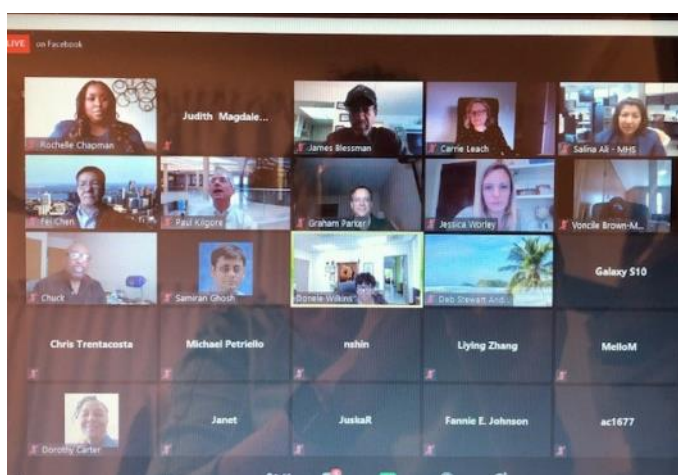 LIVE on Facebook
Rochelle Chapman
Judith Magdale...
James Blessman
Carrie Leach
Salina Ali - MHS
Fei Chen
Paul Kilgore
Graham Parker
Jessica Worley
Voncile Brown-M...
Chuck
Samiran Ghosh
Donele Wilkins
Deb Stewart And...
Galaxy S10
Chris Trentacosta
Michael Petriello
nshin
Liying Zhang
MelloM
Dorothy Carter
Janet
JuskaR
Fannie E. Johnson
ac1677